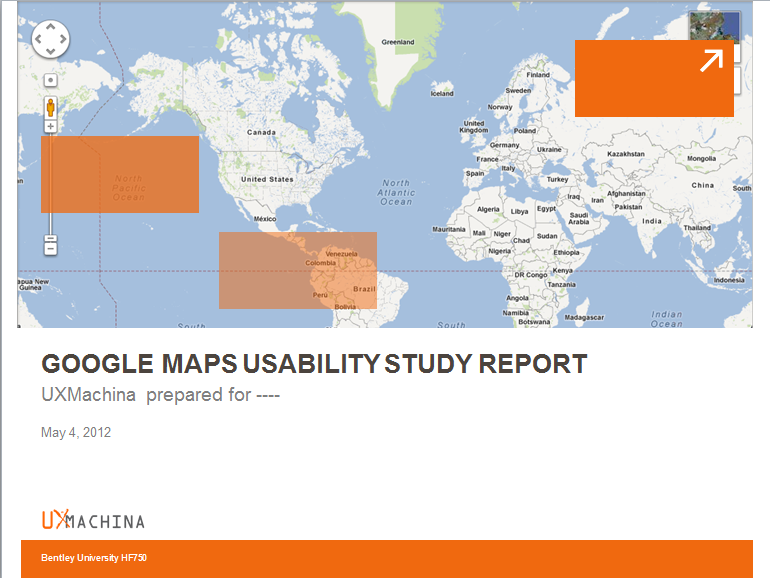 Greenland
Iceland
Finland
Sweden
Norway
United
Kingdom
Poland
Germany
Ukraine
France
Italy
Spain
Turkey
Kazakhstan
Mongolia
China
South
Canada
United States
North
Pacific
Ocean
North
Atlantic
Ocean
México
Iraq
Iran
Afghanistan
Pakistan
Algeria
Libya
Egypt
Saudi
Arabia
India
Thailand
Mauritania
Mali
Niger
Chad
Sudan
Nigeria
Ethiopia
Venezuela
Colombia
Brazil
Peru
Bolivia
DR Congo
Kenya
Tanzania
Angola
Namibia
Botswana
Madagascar
Indonesia
Indian
Ocean
apua New
Guinea
South
South
GOOGLE MAPS USABILITY STUDY REPORT
UXMachina prepared for ----
May 4, 2012
UXMACHINA
Bentley University HF750